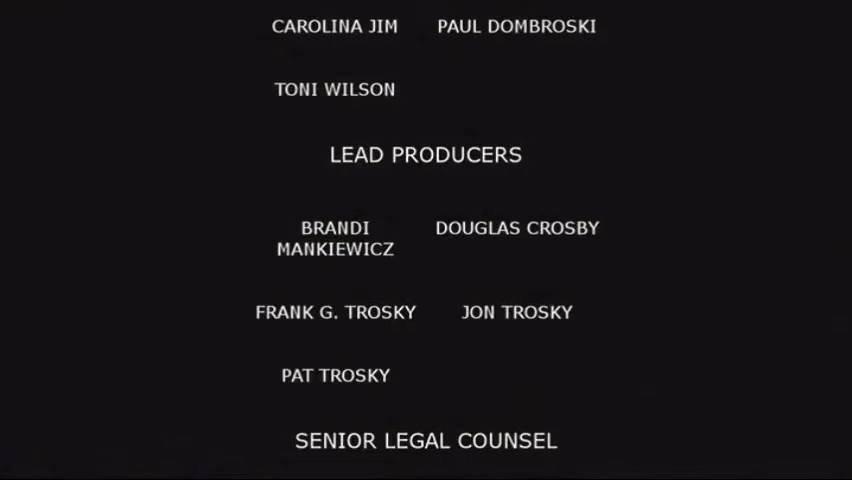 CAROLINA JIM PAUL DOMBROSKI
TONI WILSON
LEAD PRODUCERS
BRANDI MANKIEWICZ DOUGLAS CROSBY
FRANK G. TROSKY JON TROSKY
PAT TROSKY
SENIOR LEGAL COUNSEL